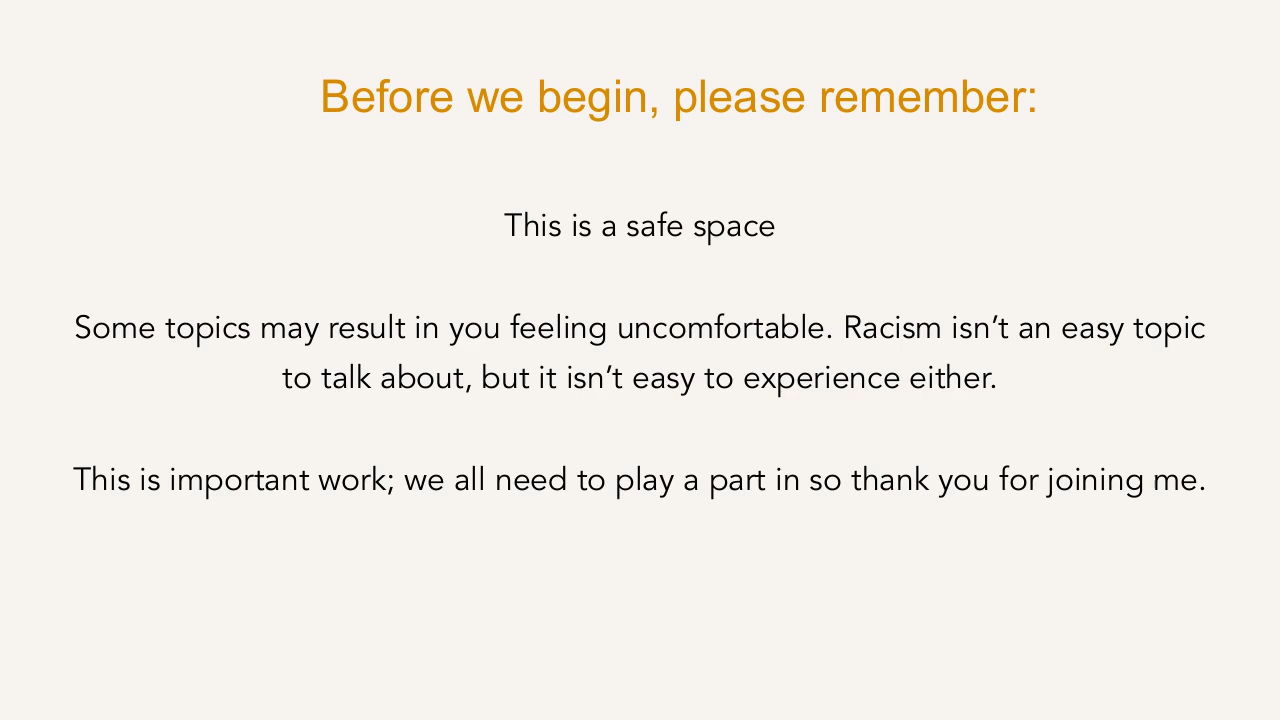 Before we begin, please remember:
This is a safe space
Some topics may result in you feeling uncomfortable. Racism isn’t an easy topic
to talk about, but it isn’t easy to experience either.
This is important work; we all need to play a part in so thank you for joining me.